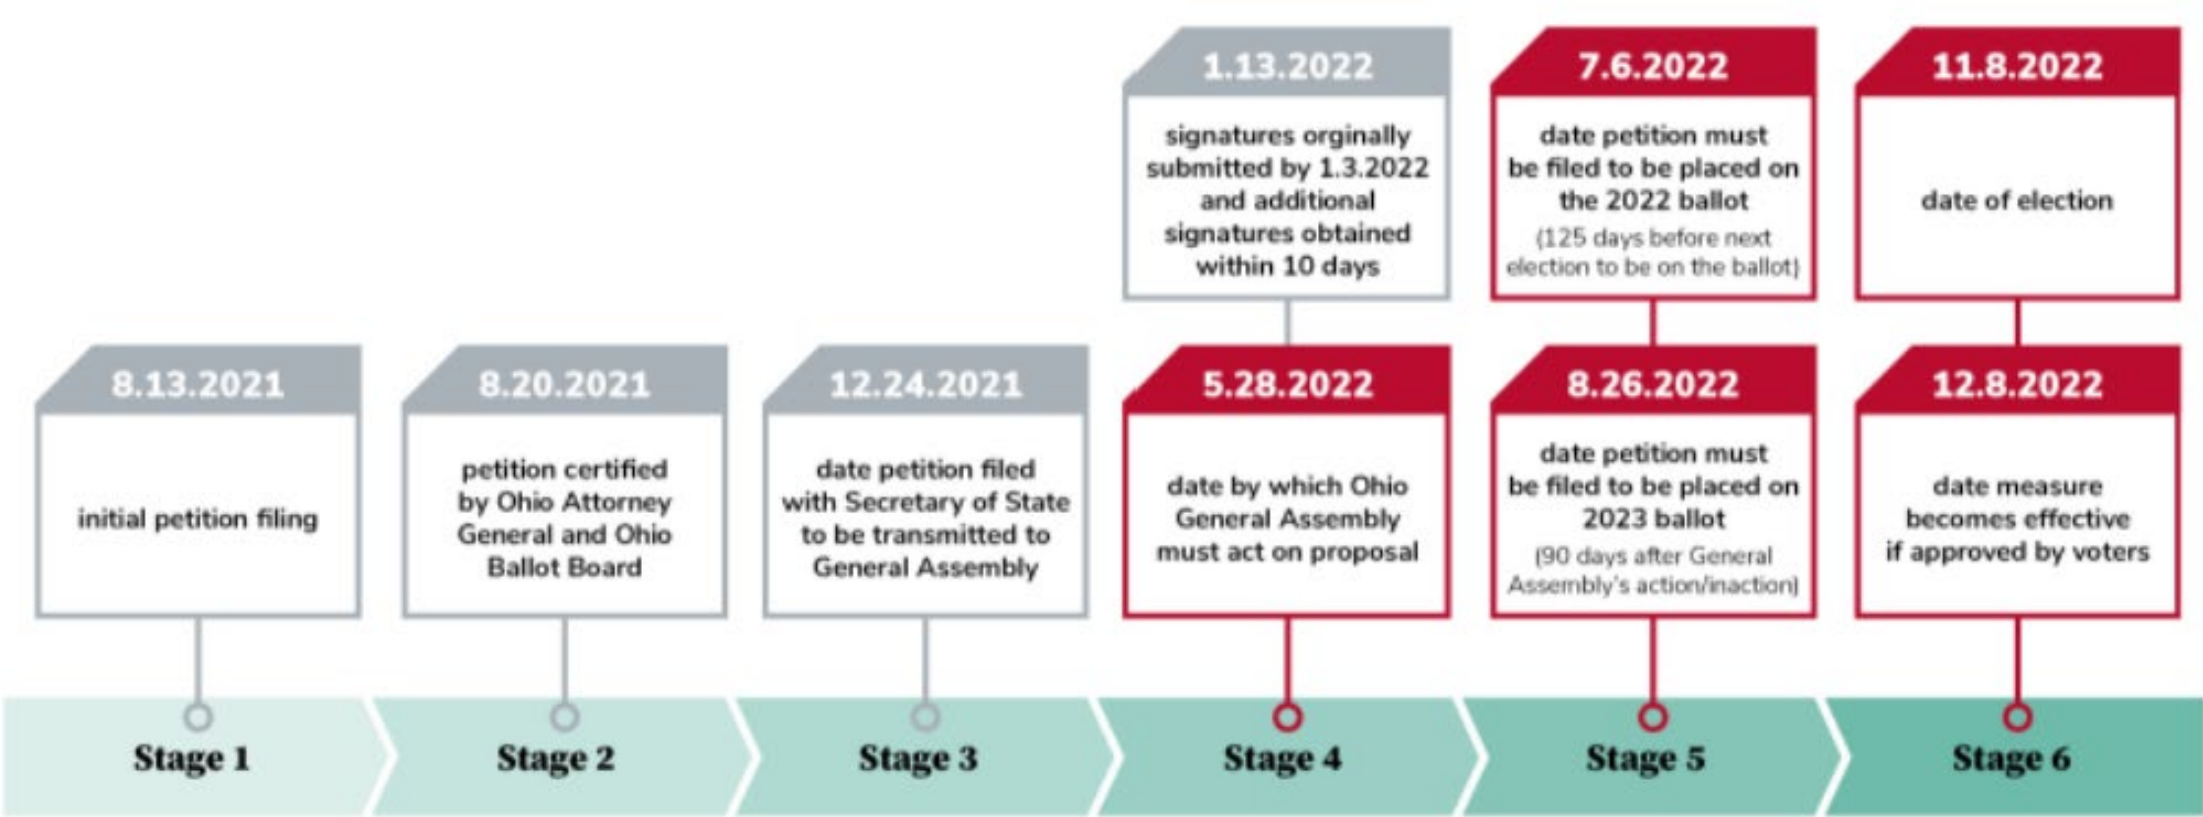 8.13.2021
initial petition filing
8.20.2021
petition certified
by Ohio Attorney
General and Ohio
Ballot Board
12.24.2021
date petition filed
with Secretary of State
to be transmitted to
General Assembly
1.13.2022
signatures orginally
submitted by 1.3.2022
and additional
signatures obtained
within 10 days
5.28.2022
date by which Ohio
General Assembly
must act on proposal
7.6.2022
date petition must
be filed to be placed on
the 2022 ballot
(125 days before next
election to be on the ballot)
8.26.2022
date petition must
be filed to be placed on
2023 ballot
(90 days after General
Assembly's action/inaction)
11.8.2022
date of election
12.8.2022
date measure
becomes effective
if approved by voters
Stage 1
Stage 2
Stage 3
Stage 4
Stage 5
Stage 6